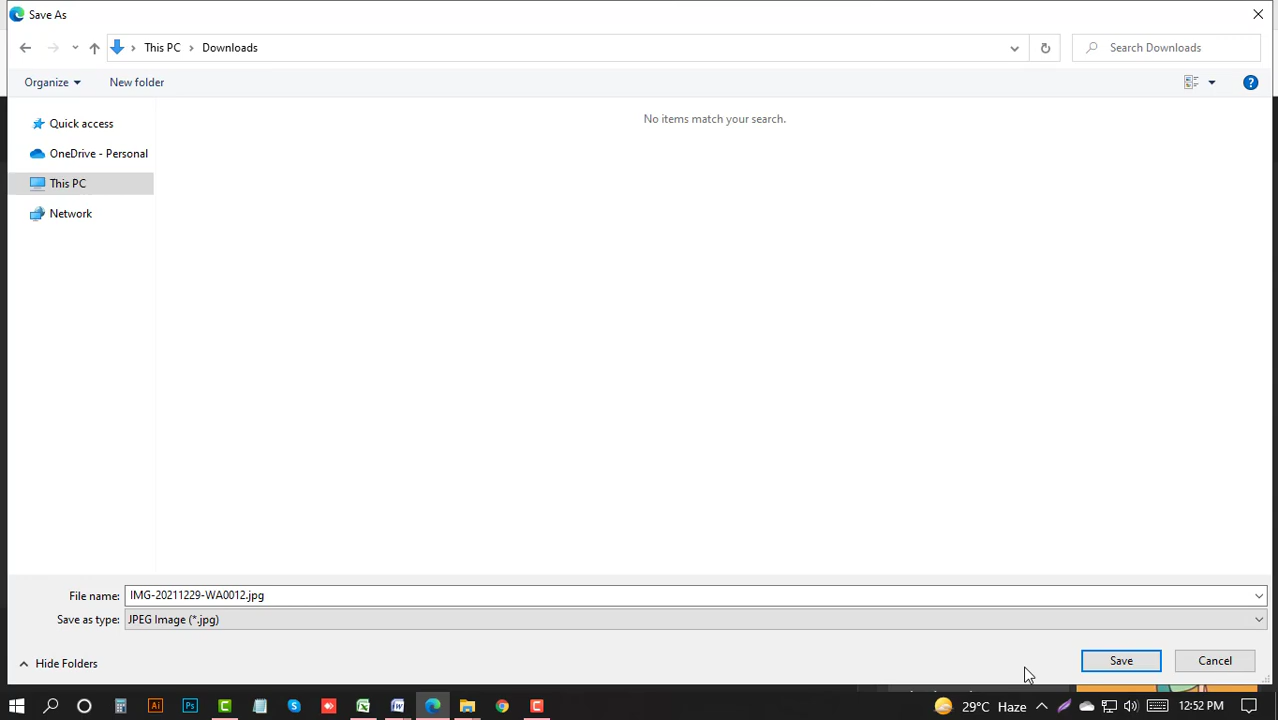 Save As
This PC
Downloads
Search Downloads
Organize
New folder
Quick access
OneDrive - Personal
This PC
Network
No items match your search.
File name: IMG-20211229-WA0012.jpg
Save as type: JPEG Image (*.jpg)
Hide Folders
Save
Cancel
Ai
Ps
29°C Haze
12:52 PM